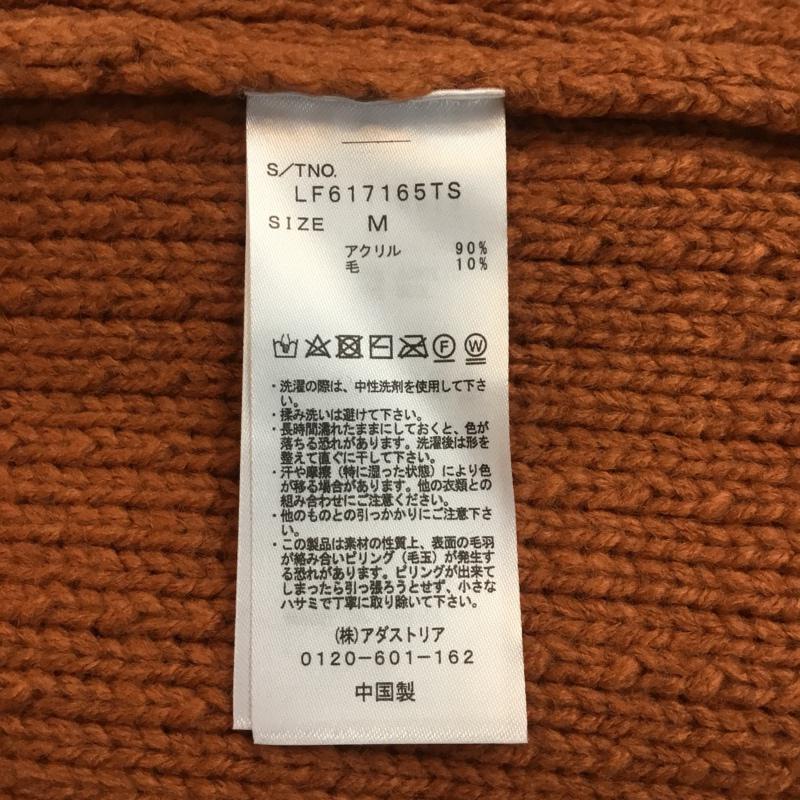 S/TNO.
LF617165TS
SIZE M
アクリル 90%
毛 10%
F W
・洗濯の際は、中性洗剤を使用して下さ
い。
・揉み洗いは避けて下さい。
・長時間濡れたままにしておくと、色が
落ちる恐れがあります。洗濯後は形を
整えて直ぐに干して下さい。
・汗や摩擦（特に湿った状態）により色
が移る場合があります。他の衣類との
組み合わせにご注意ください。
・他のものとの引っかかりにご注意下さ
い。
・この製品は素材の性質上、表面の毛羽
が絡み合いピリング（毛玉）が発生す
る恐れがあります。ピリングが出来て
しまったら引っ張ろうとせず、小さな
ハサミで丁寧に取り除いて下さい。
(株)アダストリア
0120-601-162
中国製